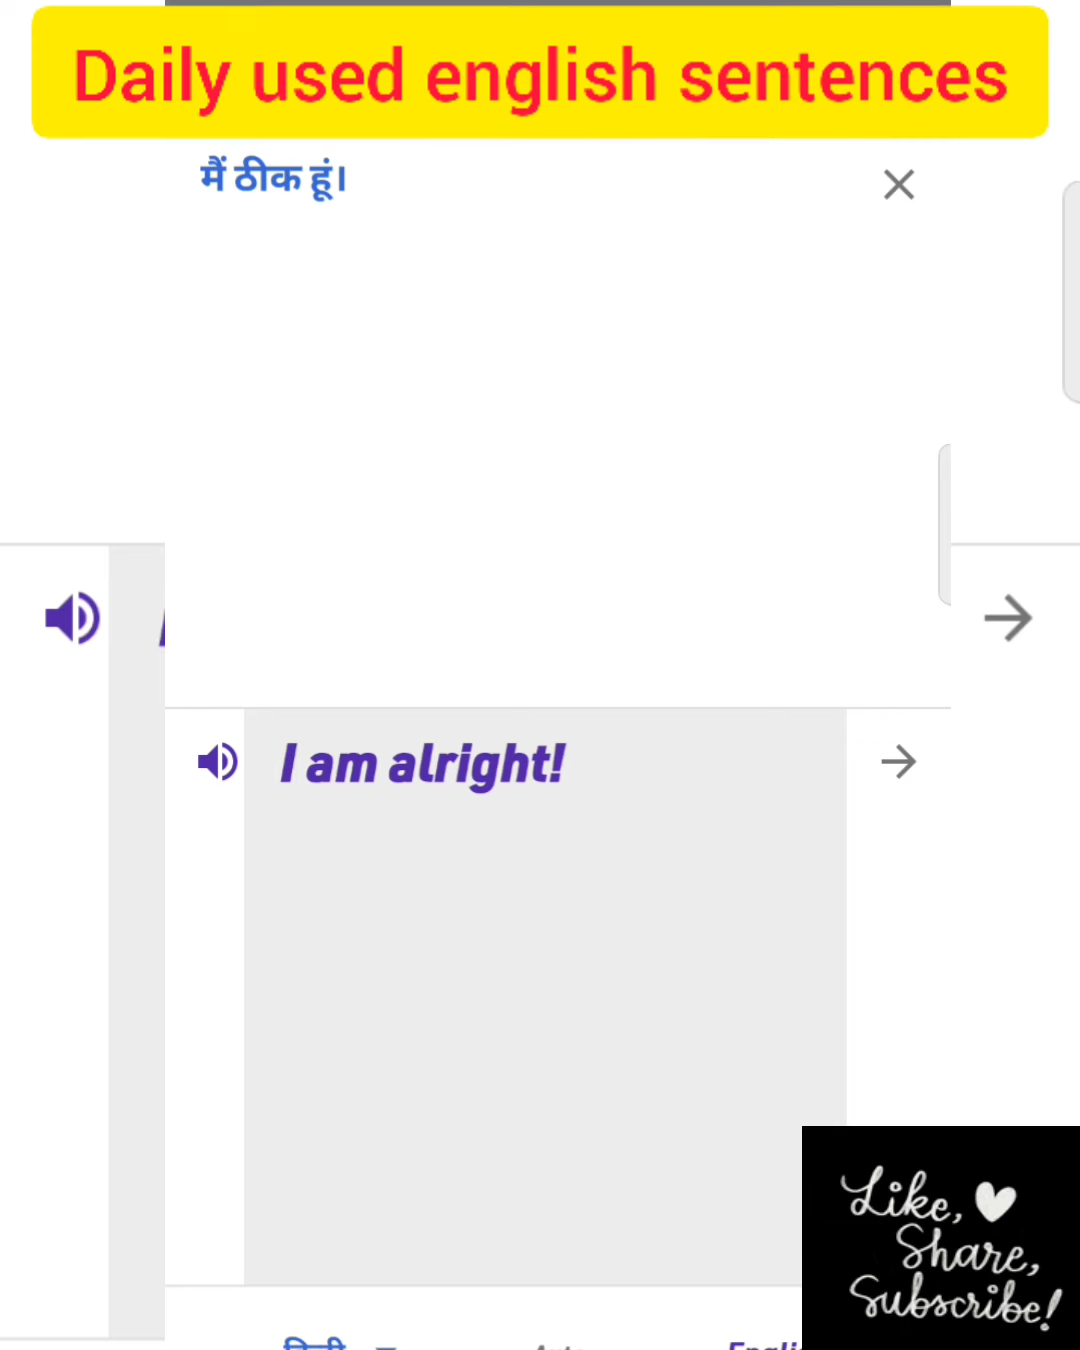 Daily used english sentences
मैं ठीक हूं।
I am alright!
Like,
Share,
Subscribe!